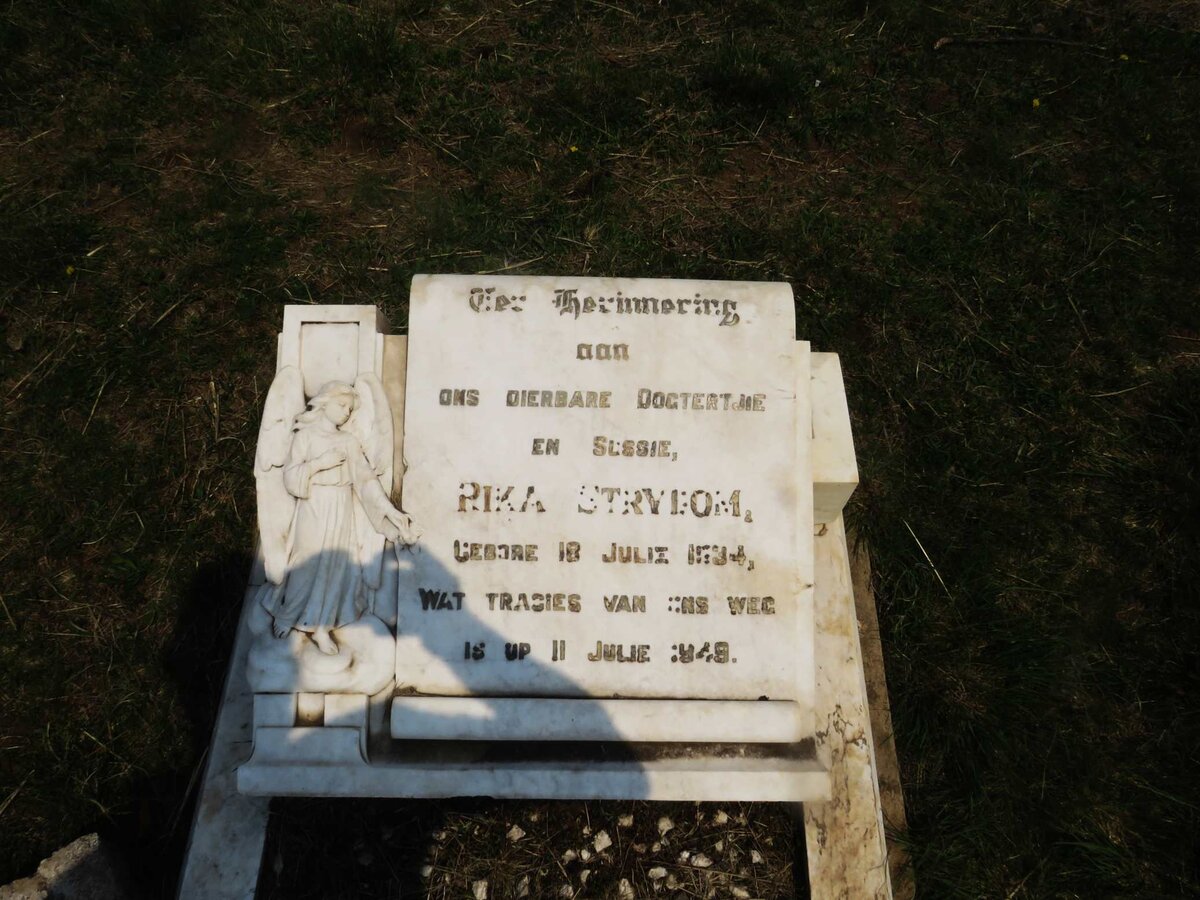 Ter Herinnering
aan
ONS DIERBARE DOGTERTJIE
EN SUSSIE,
RIKA STRYDOM,
GEBORE 18 JULIE 1934,
WAT TRAGIES VAN ONS WEG
IS OP 11 JULIE 1949.